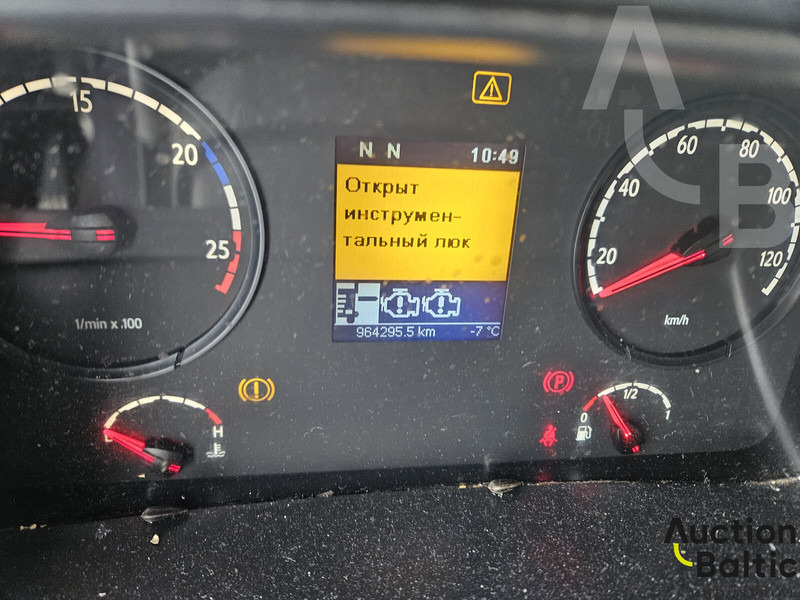 15
20
25
1/min x.100
H
N N 10:49
Открыт
инструмен-
тальный люк
964295.5 km -7 °C
20
40
60
80
100
120
km/h
P
0
1/2
1
A
B
Auction
Baltic